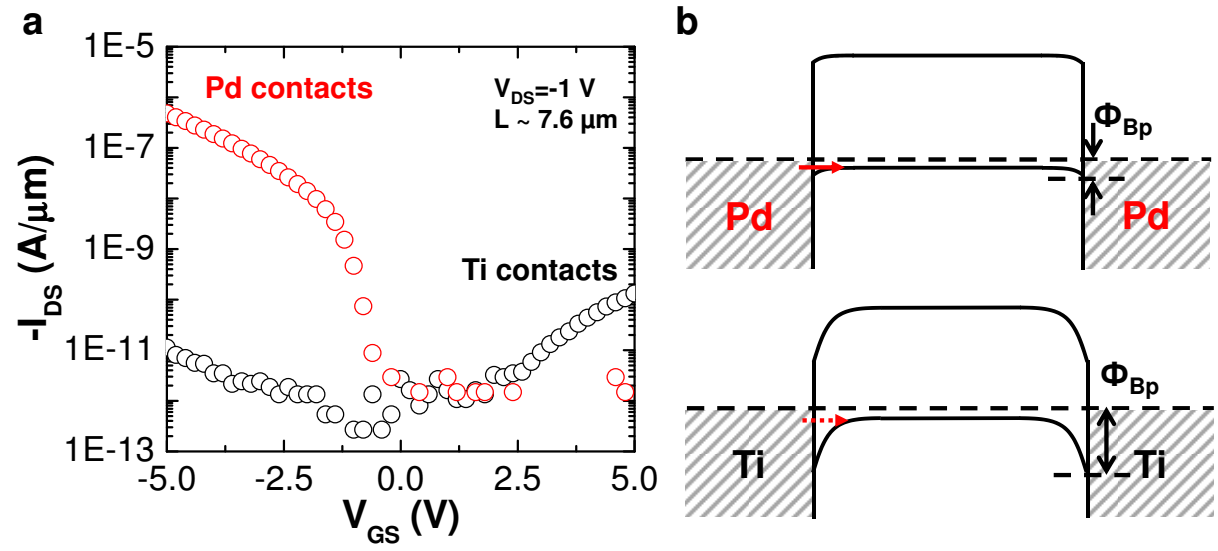 a
1E-5
1E-7
1E-9
1E-11
1E-13
-I_DS (A/µm)
Pd contacts
V_DS=-1 V
L ~ 7.6 µm
Ti contacts
-5.0 -2.5 0.0 2.5 5.0
V_GS (V)
b
Φ_Bp
Pd Pd
Φ_Bp
Ti Ti